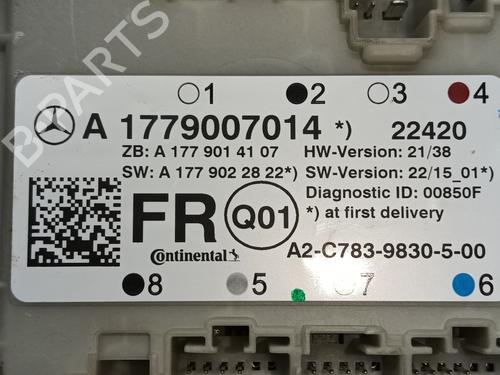 1 2 3 4
A 1779007014 *) 22420
ZB: A 177 901 41 07 HW-Version: 21/38
SW: A 177 902 28 22*) SW-Version: 22/15_01*)
Diagnostic ID: 00850F
*) at first delivery
FR Q01
Continental A2-C783-9830-5-00
8 5 7 6
B-PARTS